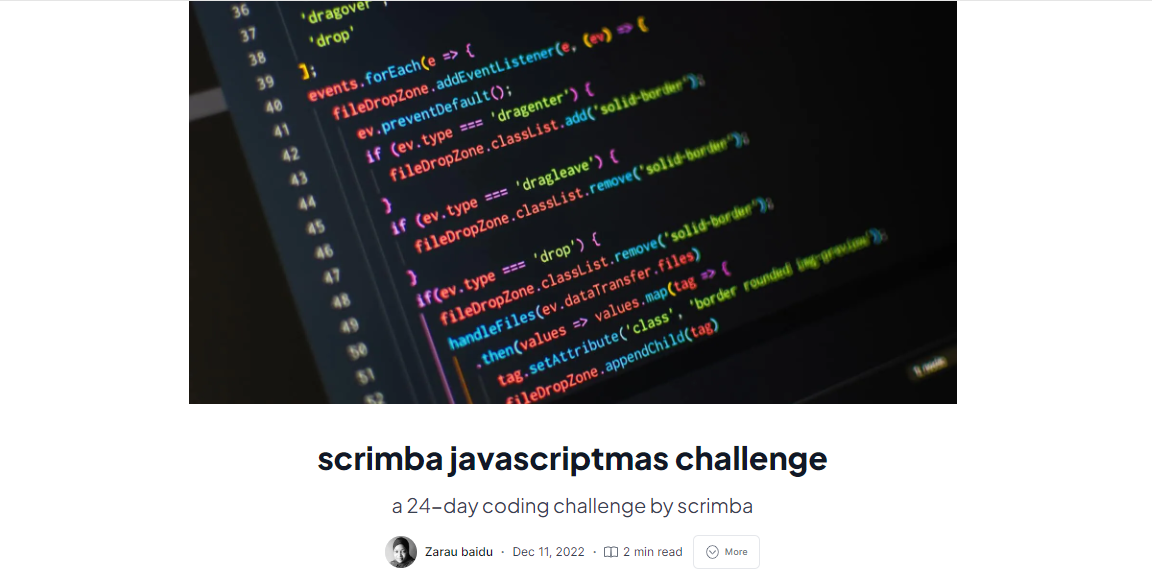 36 'dragover',
37 'drop'
38 ];
39 events.forEach(e => {
40 fileDropZone.addEventListener(e, (ev) => {
41 ev.preventDefault();
42 if (ev.type === 'dragenter') {
43 fileDropZone.classList.add('solid-border');
44 }
45 if (ev.type === 'dragleave') {
46 fileDropZone.classList.remove('solid-border');
47 }
48 if(ev.type === 'drop') {
49 fileDropZone.classList.remove('solid-border');
50 handleFiles(ev.dataTransfer.files)
51 .then(values => values.map(tag => {
52 tag.setAttribute('class', 'border rounded img-preview');
fileDropZone.appendChild(tag)
scrimba javascriptmas challenge
a 24-day coding challenge by scrimba
Zarau baidu · Dec 11, 2022 · 2 min read More